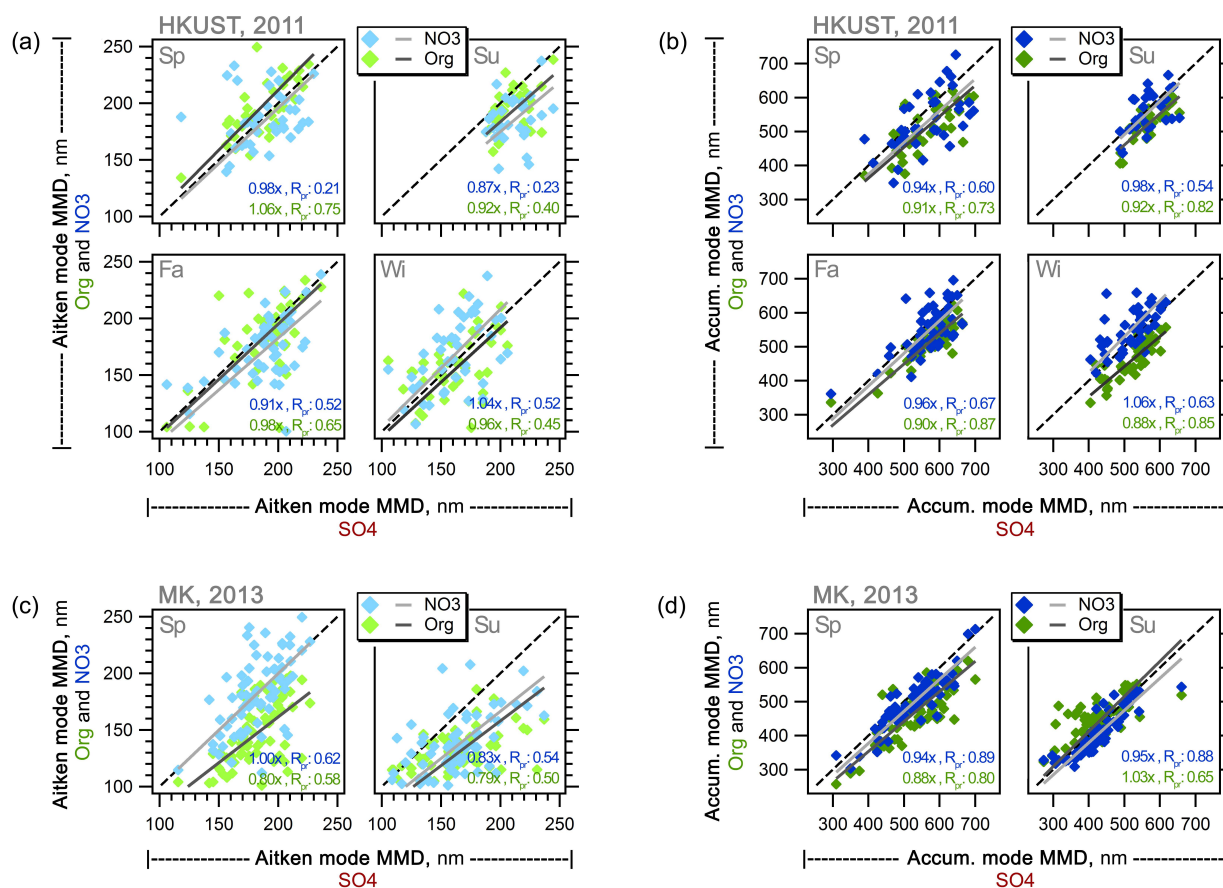 (a)
HKUST, 2011
Sp
Su
NO3
Org
250
200
150
100
0.98x , Rpr: 0.21
1.06x , Rpr: 0.75
0.87x , Rpr: 0.23
0.92x , Rpr: 0.40
Fa
Wi
250
200
150
100
0.91x , Rpr: 0.52
0.98x , Rpr: 0.65
1.04x , Rpr: 0.52
0.96x , Rpr: 0.45
100 150 200 250
100 150 200 250
Aitken mode MMD, nm
Org and NO3
|---------- Aitken mode MMD, nm ----------|
SO4
(b)
HKUST, 2011
Sp
Su
NO3
Org
700
600
500
400
300
0.94x , Rpr: 0.60
0.91x , Rpr: 0.73
0.98x , Rpr: 0.54
0.92x , Rpr: 0.82
Fa
Wi
700
600
500
400
300
0.96x , Rpr: 0.67
0.90x , Rpr: 0.87
1.06x , Rpr: 0.63
0.88x , Rpr: 0.85
300 400 500 600 700
300 400 500 600 700
Accum. mode MMD, nm
Org and NO3
|---------- Accum. mode MMD, nm ----------|
SO4
(c)
MK, 2013
Sp
Su
NO3
Org
250
200
150
100
1.00x , Rpr: 0.62
0.80x , Rpr: 0.58
0.83x , Rpr: 0.54
0.79x , Rpr: 0.50
100 150 200 250
100 150 200 250
Aitken mode MMD, nm
Org and NO3
|---------- Aitken mode MMD, nm ----------|
SO4
(d)
MK, 2013
Sp
Su
NO3
Org
700
600
500
400
300
0.94x , Rpr: 0.89
0.88x , Rpr: 0.80
0.95x , Rpr: 0.88
1.03x , Rpr: 0.65
300 400 500 600 700
300 400 500 600 700
Accum. mode MMD, nm
Org and NO3
|---------- Accum. mode MMD, nm ----------|
SO4